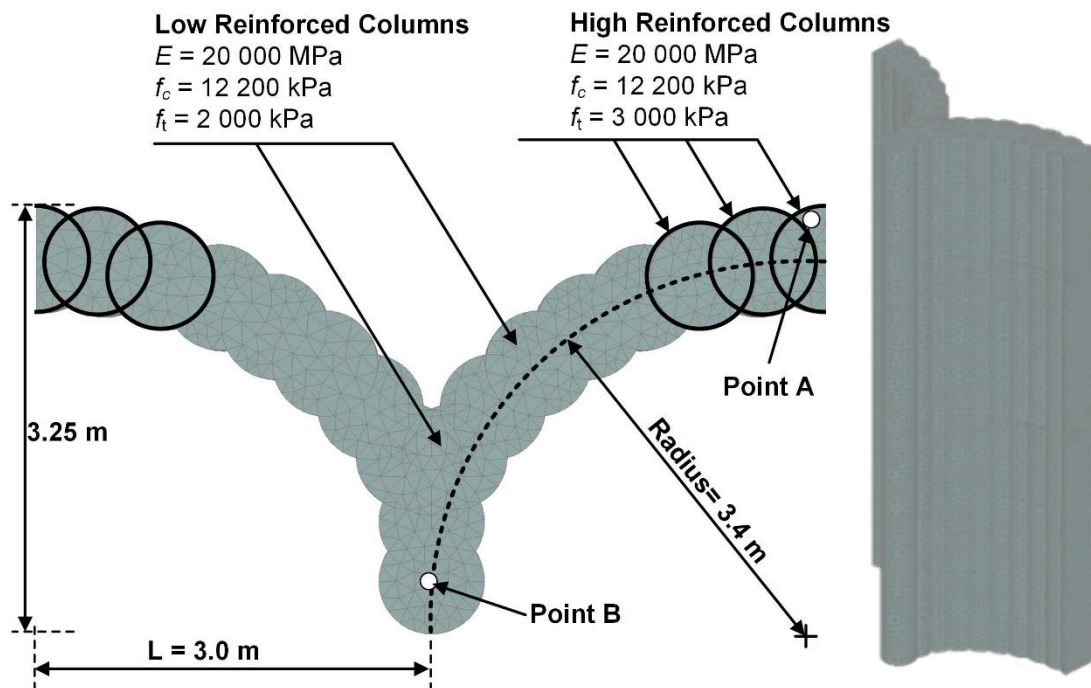 Low Reinforced Columns
E = 20 000 MPa
fc = 12 200 kPa
ft = 2 000 kPa
High Reinforced Columns
E = 20 000 MPa
fc = 12 200 kPa
ft = 3 000 kPa
Point A
3.25 m
Radius= 3.4 m
Point B
L = 3.0 m